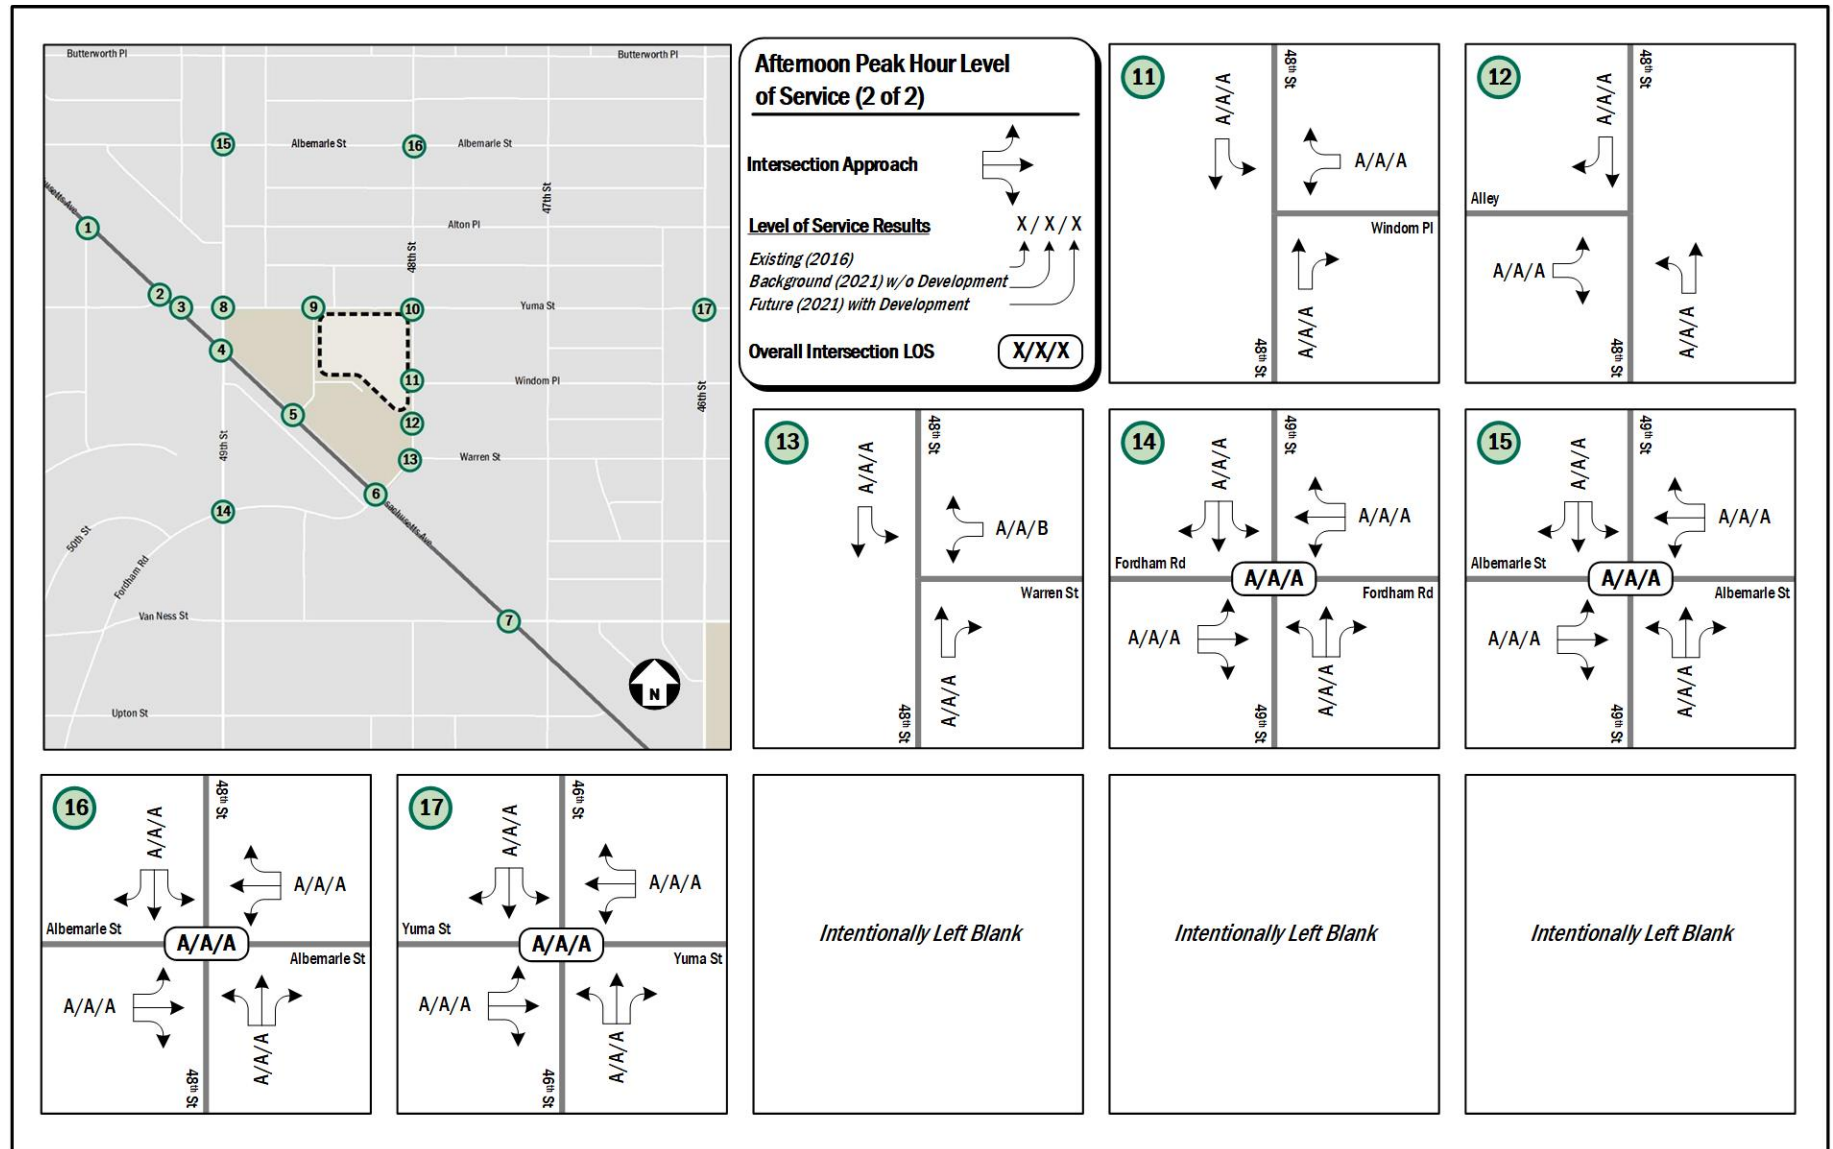 Butterworth Pl
Butterworth Pl
15
Albemarle St
16
Albemarle St
47th St
1
Alton Pl
48th St
2
3
8
9
10
Yuma St
17
4
11
Windom Pl
46th St
5
12
49th St
13
Warren St
6
14
50th St
Fordham Rd
Van Ness St
7
N
Upton St
Afternoon Peak Hour Level
of Service (2 of 2)
Intersection Approach
Level of Service Results X / X / X
Existing (2016)
Background (2021) w/o Development
Future (2021) with Development
Overall Intersection LOS X/X/X
11
48th St
A/A/A
A/A/A
Windom Pl
A/A/A
48th St
12
48th St
A/A/A
Alley
A/A/A
A/A/A
48th St
13
48th St
A/A/A
A/A/B
Warren St
A/A/A
48th St
14
49th St
A/A/A
A/A/A
Fordham Rd
A/A/A
Fordham Rd
A/A/A
A/A/A
49th St
15
49th St
A/A/A
A/A/A
Albemarle St
A/A/A
Albemarle St
A/A/A
A/A/A
49th St
16
48th St
A/A/A
A/A/A
Albemarle St
A/A/A
Albemarle St
A/A/A
A/A/A
48th St
17
46th St
A/A/A
A/A/A
Yuma St
A/A/A
Yuma St
A/A/A
A/A/A
46th St
Intentionally Left Blank
Intentionally Left Blank
Intentionally Left Blank